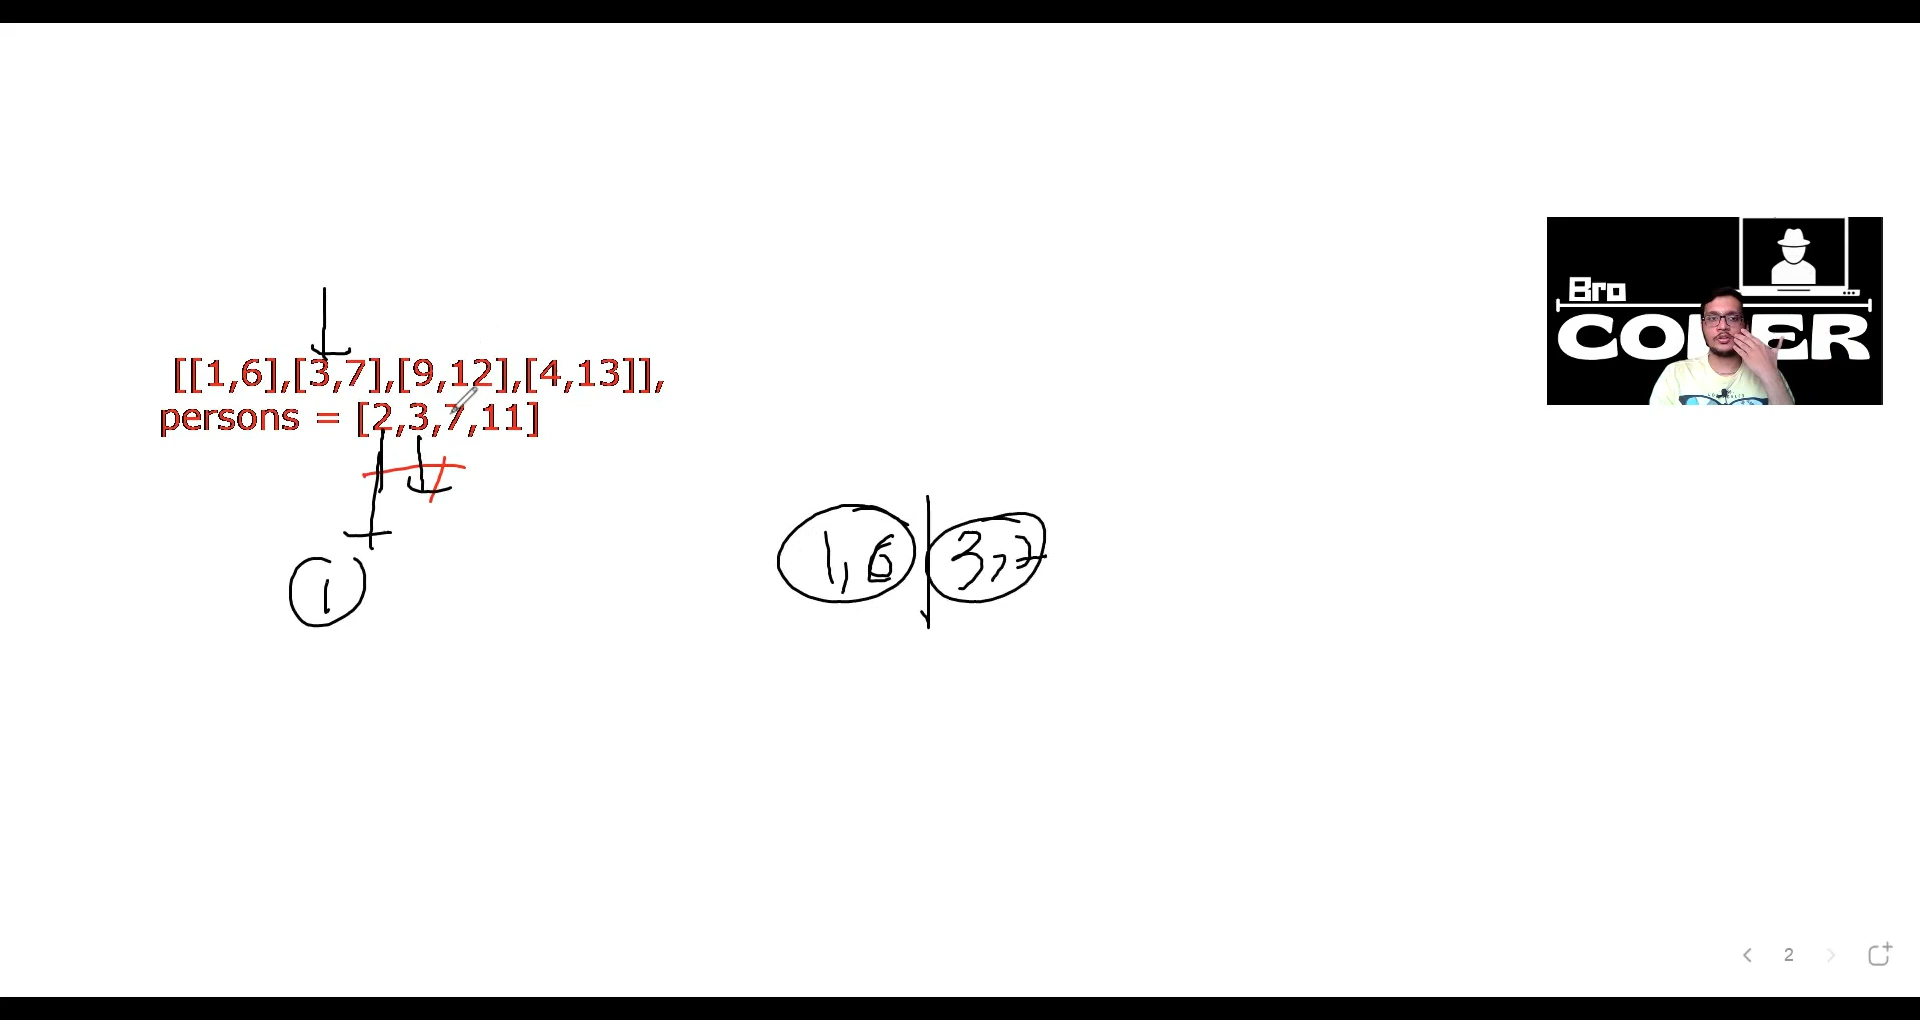 [[1,6],[3,7],[9,12],[4,13]],
persons = [2,3,7,11]
1
1,6 3,7
Bro
CODER
2